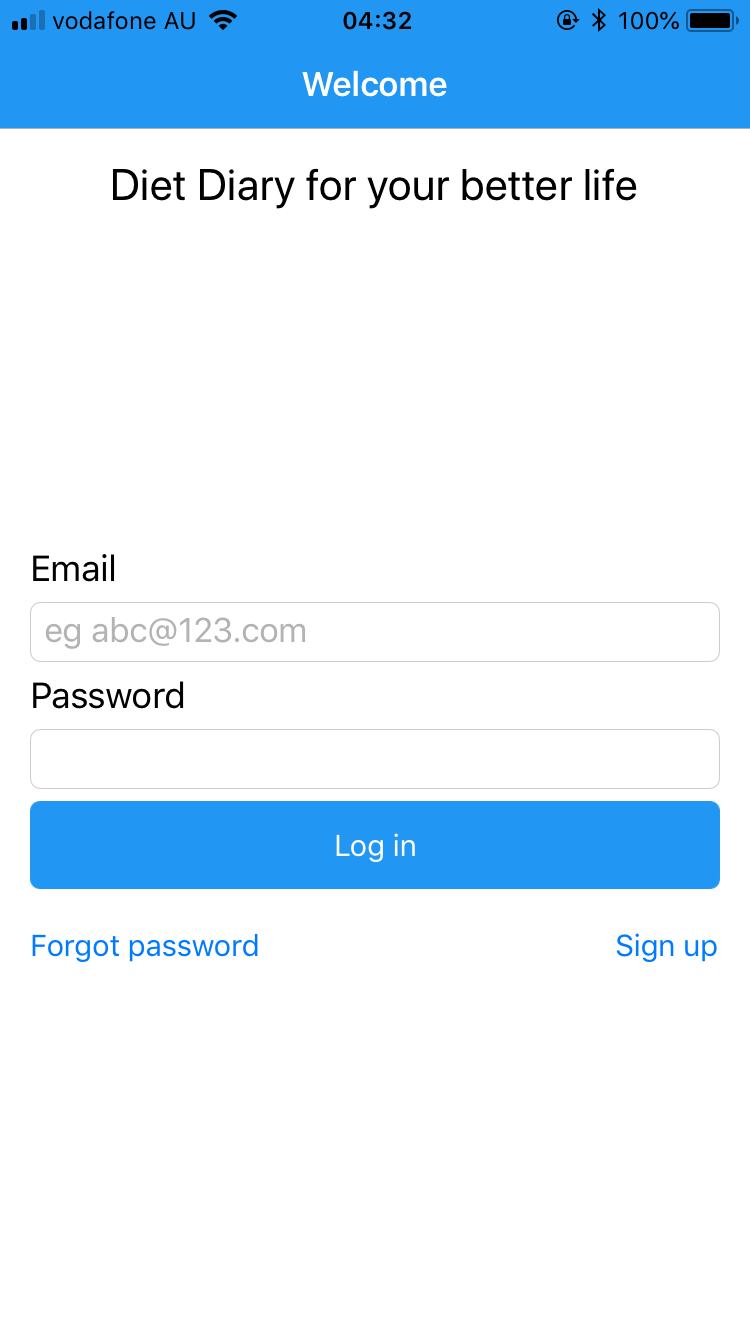 vodafone AU 04:32 100%
Welcome
Diet Diary for your better life
Email
eg abc@123.com
Password
Log in
Forgot password Sign up